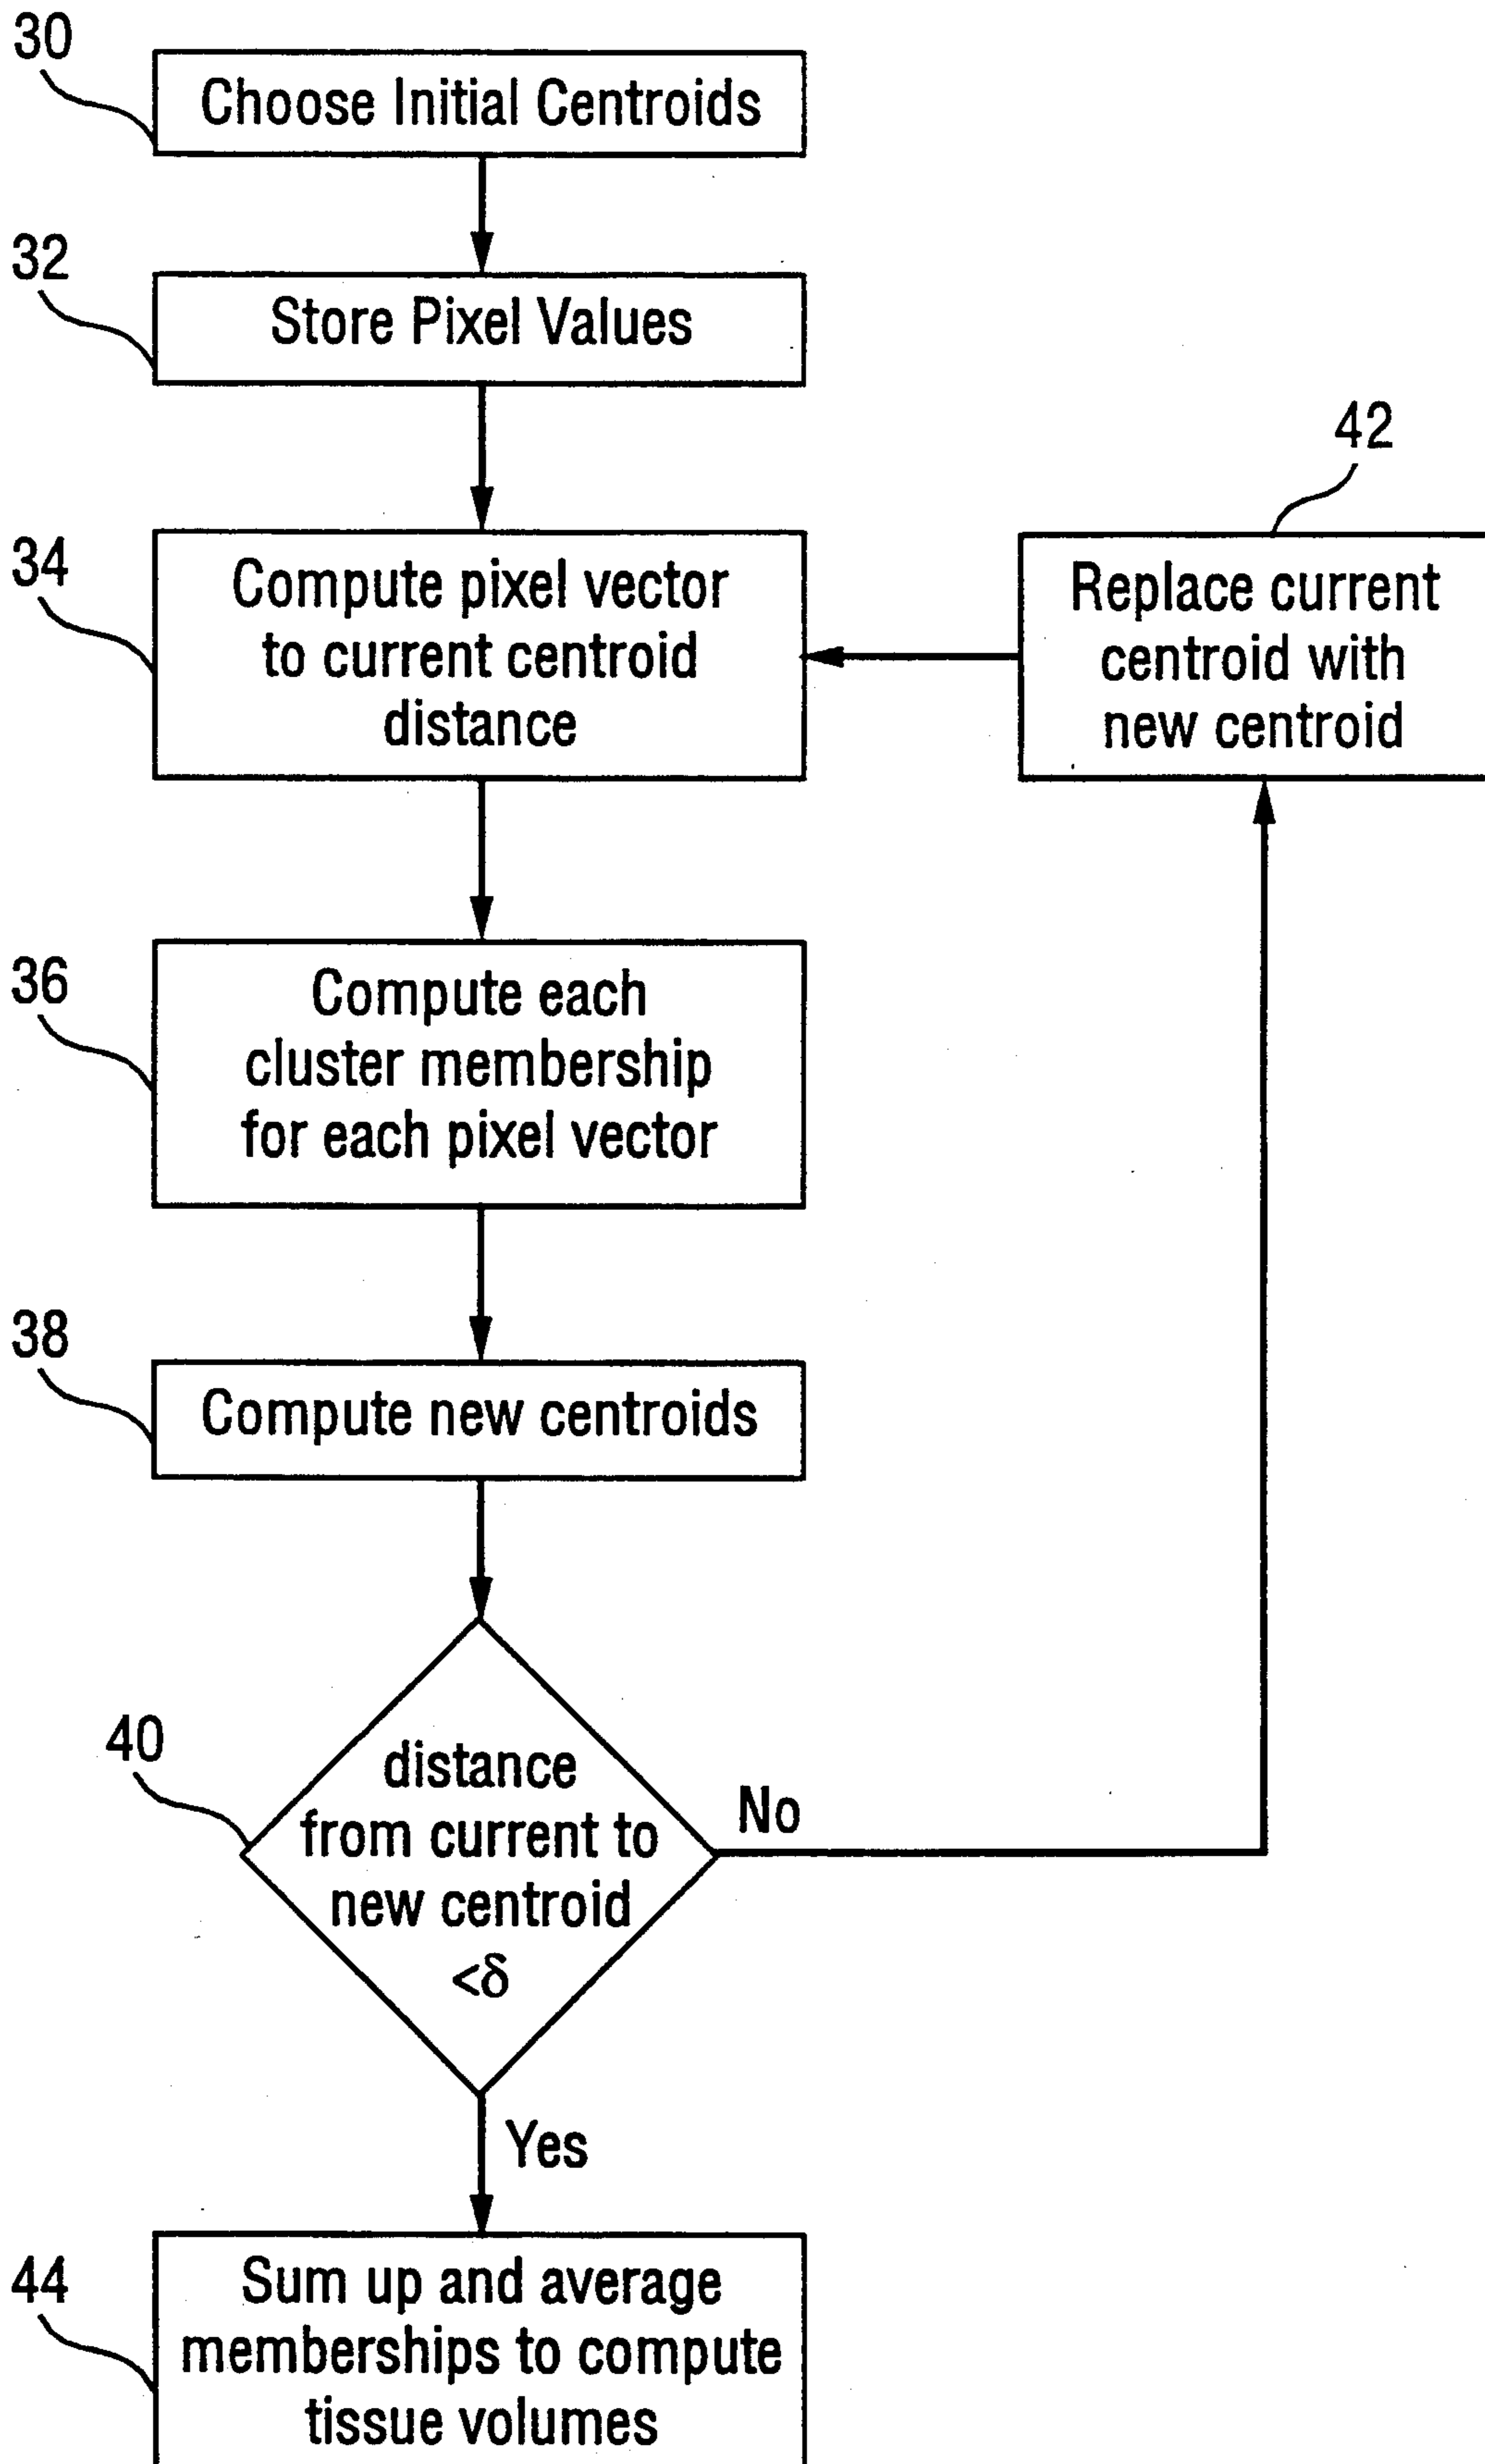 30
Choose Initial Centroids
32
Store Pixel Values
42
34
Compute pixel vector
to current centroid
distance
Replace current
centroid with
new centroid
36
Compute each
cluster membership
for each pixel vector
38
Compute new centroids
40
distance
from current to
new centroid
<δ
No
Yes
44
Sum up and average
memberships to compute
tissue volumes